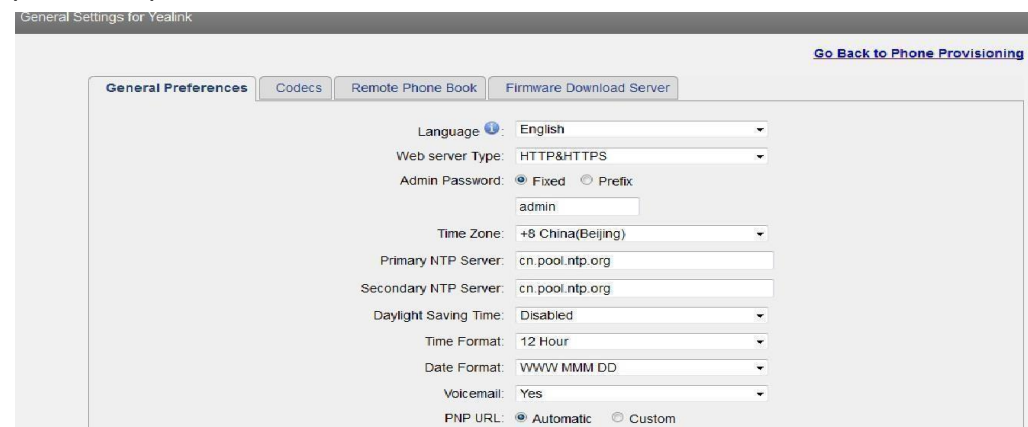 General Settings for Yealink
Go Back to Phone Provisioning
General Preferences Codecs Remote Phone Book Firmware Download Server
Language i: English
Web server Type: HTTP&HTTPS
Admin Password: Fixed Prefix
admin
Time Zone: +8 China(Beijing)
Primary NTP Server: cn.pool.ntp.org
Secondary NTP Server: cn.pool.ntp.org
Daylight Saving Time: Disabled
Time Format: 12 Hour
Date Format: WWW MMM DD
Voicemail: Yes
PNP URL: Automatic Custom